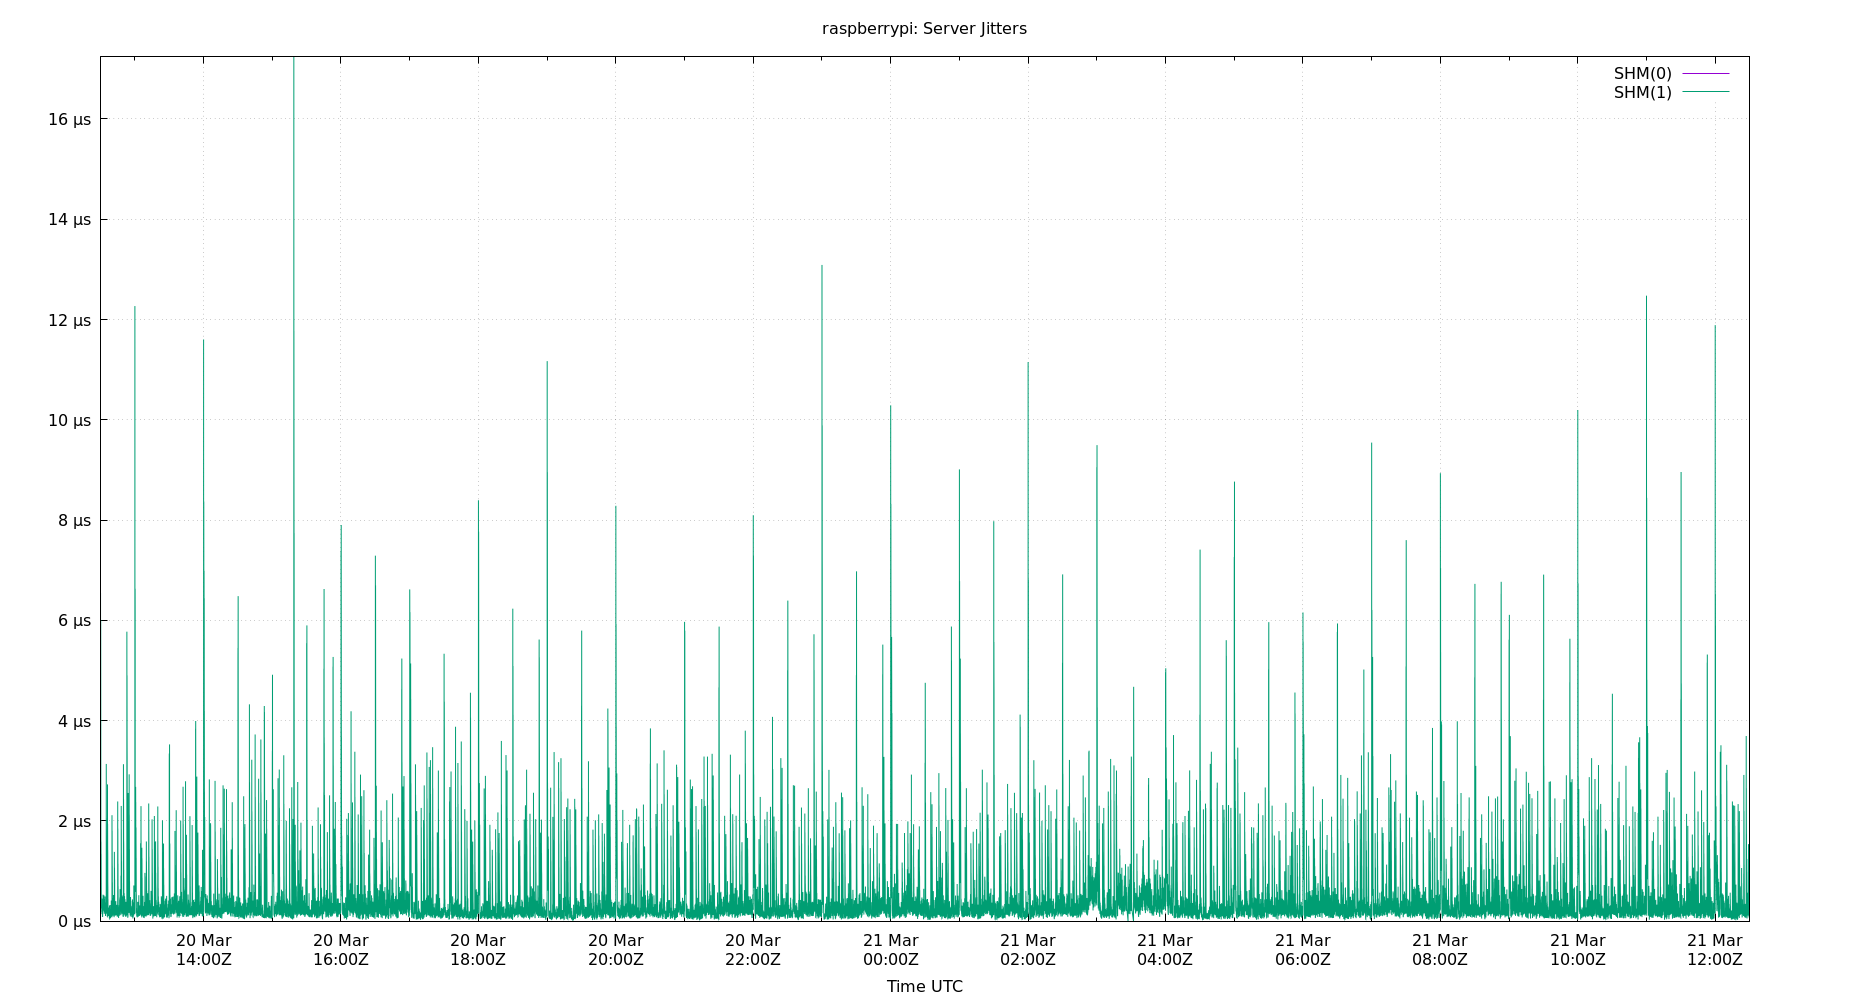 raspberrypi: Server Jitters
SHM(0)
SHM(1)
16 µs
14 µs
12 µs
10 µs
8 µs
6 µs
4 µs
2 µs
0 µs
20 Mar 20 Mar 20 Mar 20 Mar 20 Mar 21 Mar 21 Mar 21 Mar 21 Mar 21 Mar 21 Mar 21 Mar
14:00Z 16:00Z 18:00Z 20:00Z 22:00Z 00:00Z 02:00Z 04:00Z 06:00Z 08:00Z 10:00Z 12:00Z
Time UTC